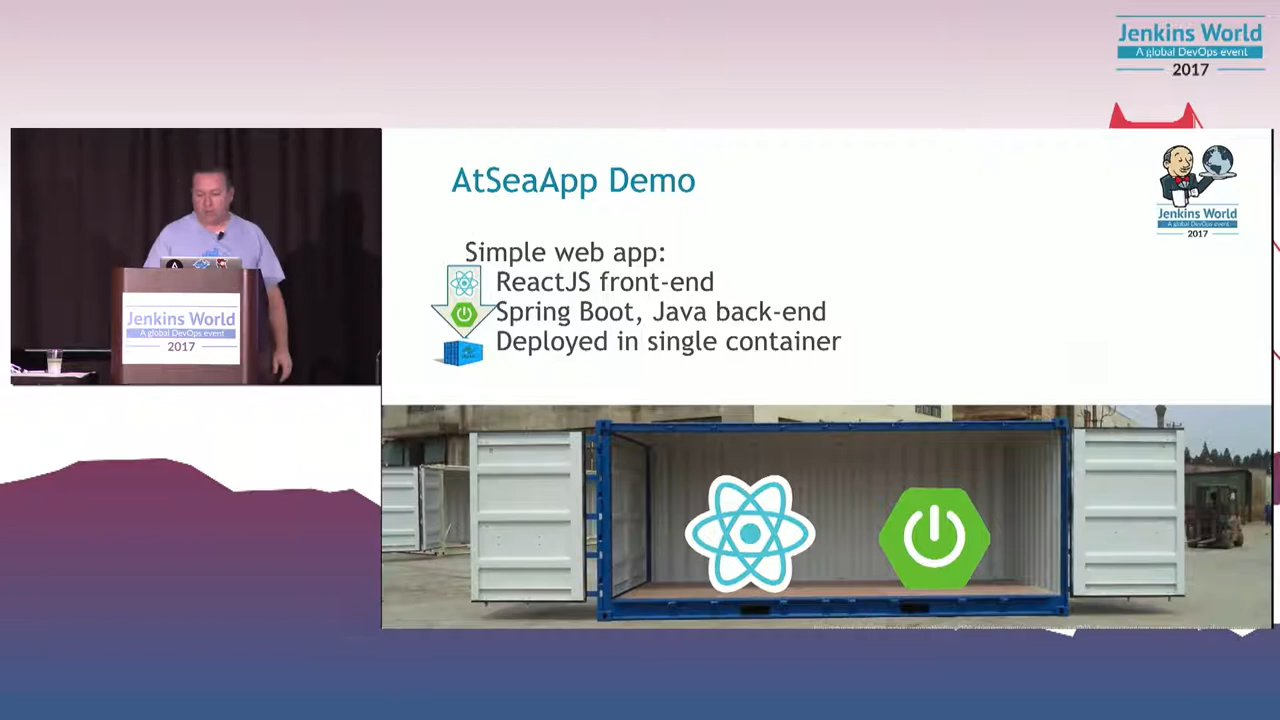 Jenkins World
A global DevOps event
2017
AtSeaApp Demo
Jenkins World
A global DevOps event
2017
Simple web app:
ReactJS front-end
Spring Boot, Java back-end
Deployed in single container
Jenkins World
A global DevOps event
2017